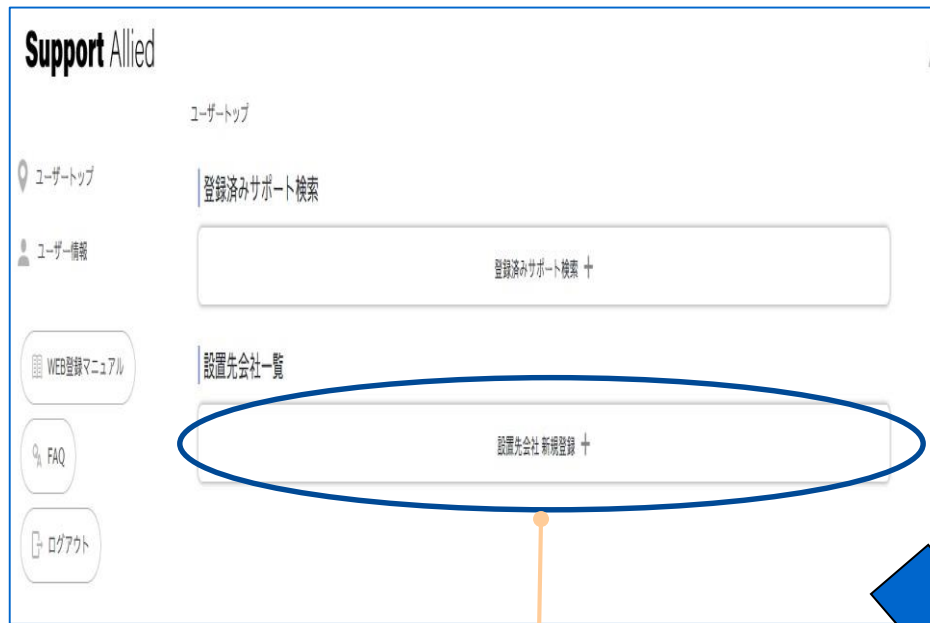 Support Allied
ユーザートップ
ユーザートップ
登録済みサポート検索
ユーザー情報
登録済みサポート検索 ＋
WEB登録マニュアル
設置先会社一覧
設置先会社 新規登録 ＋
FAQ
ログアウト